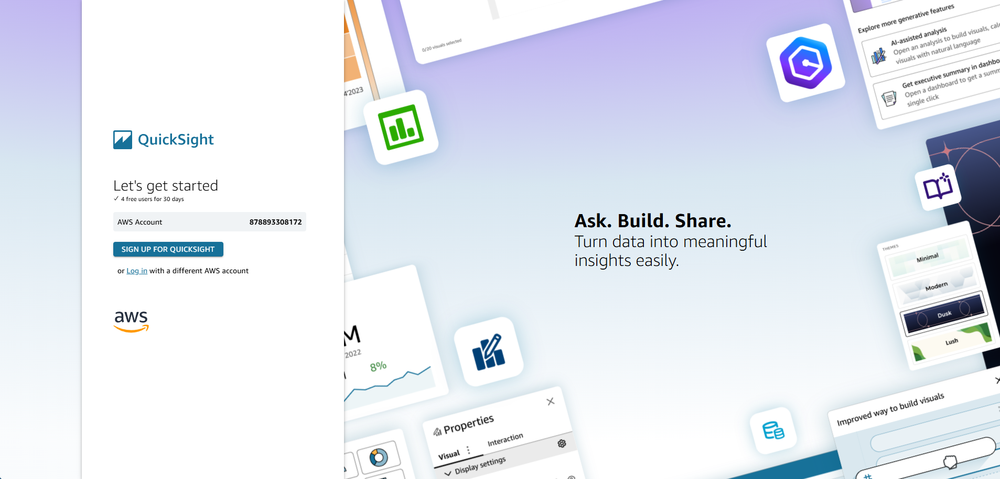 QuickSight
Let's get started
4 free users for 30 days
AWS Account 878893308172
SIGN UP FOR QUICKSIGHT
or Log in with a different AWS account
aws
0/20 visuals selected
4'2023
Explore more generative features
AI-assisted analysis
Open an analysis to build visuals, calc
visuals with natural language
Get executive summary in dashbo
Open a dashboard to get a summ
single click
Ask. Build. Share.
Turn data into meaningful
insights easily.
THEMES
Minimal
Modern
Dusk
Lush
M
2022
8%
Properties
Visual
Interaction
Display settings
Improved way to build visuals
#